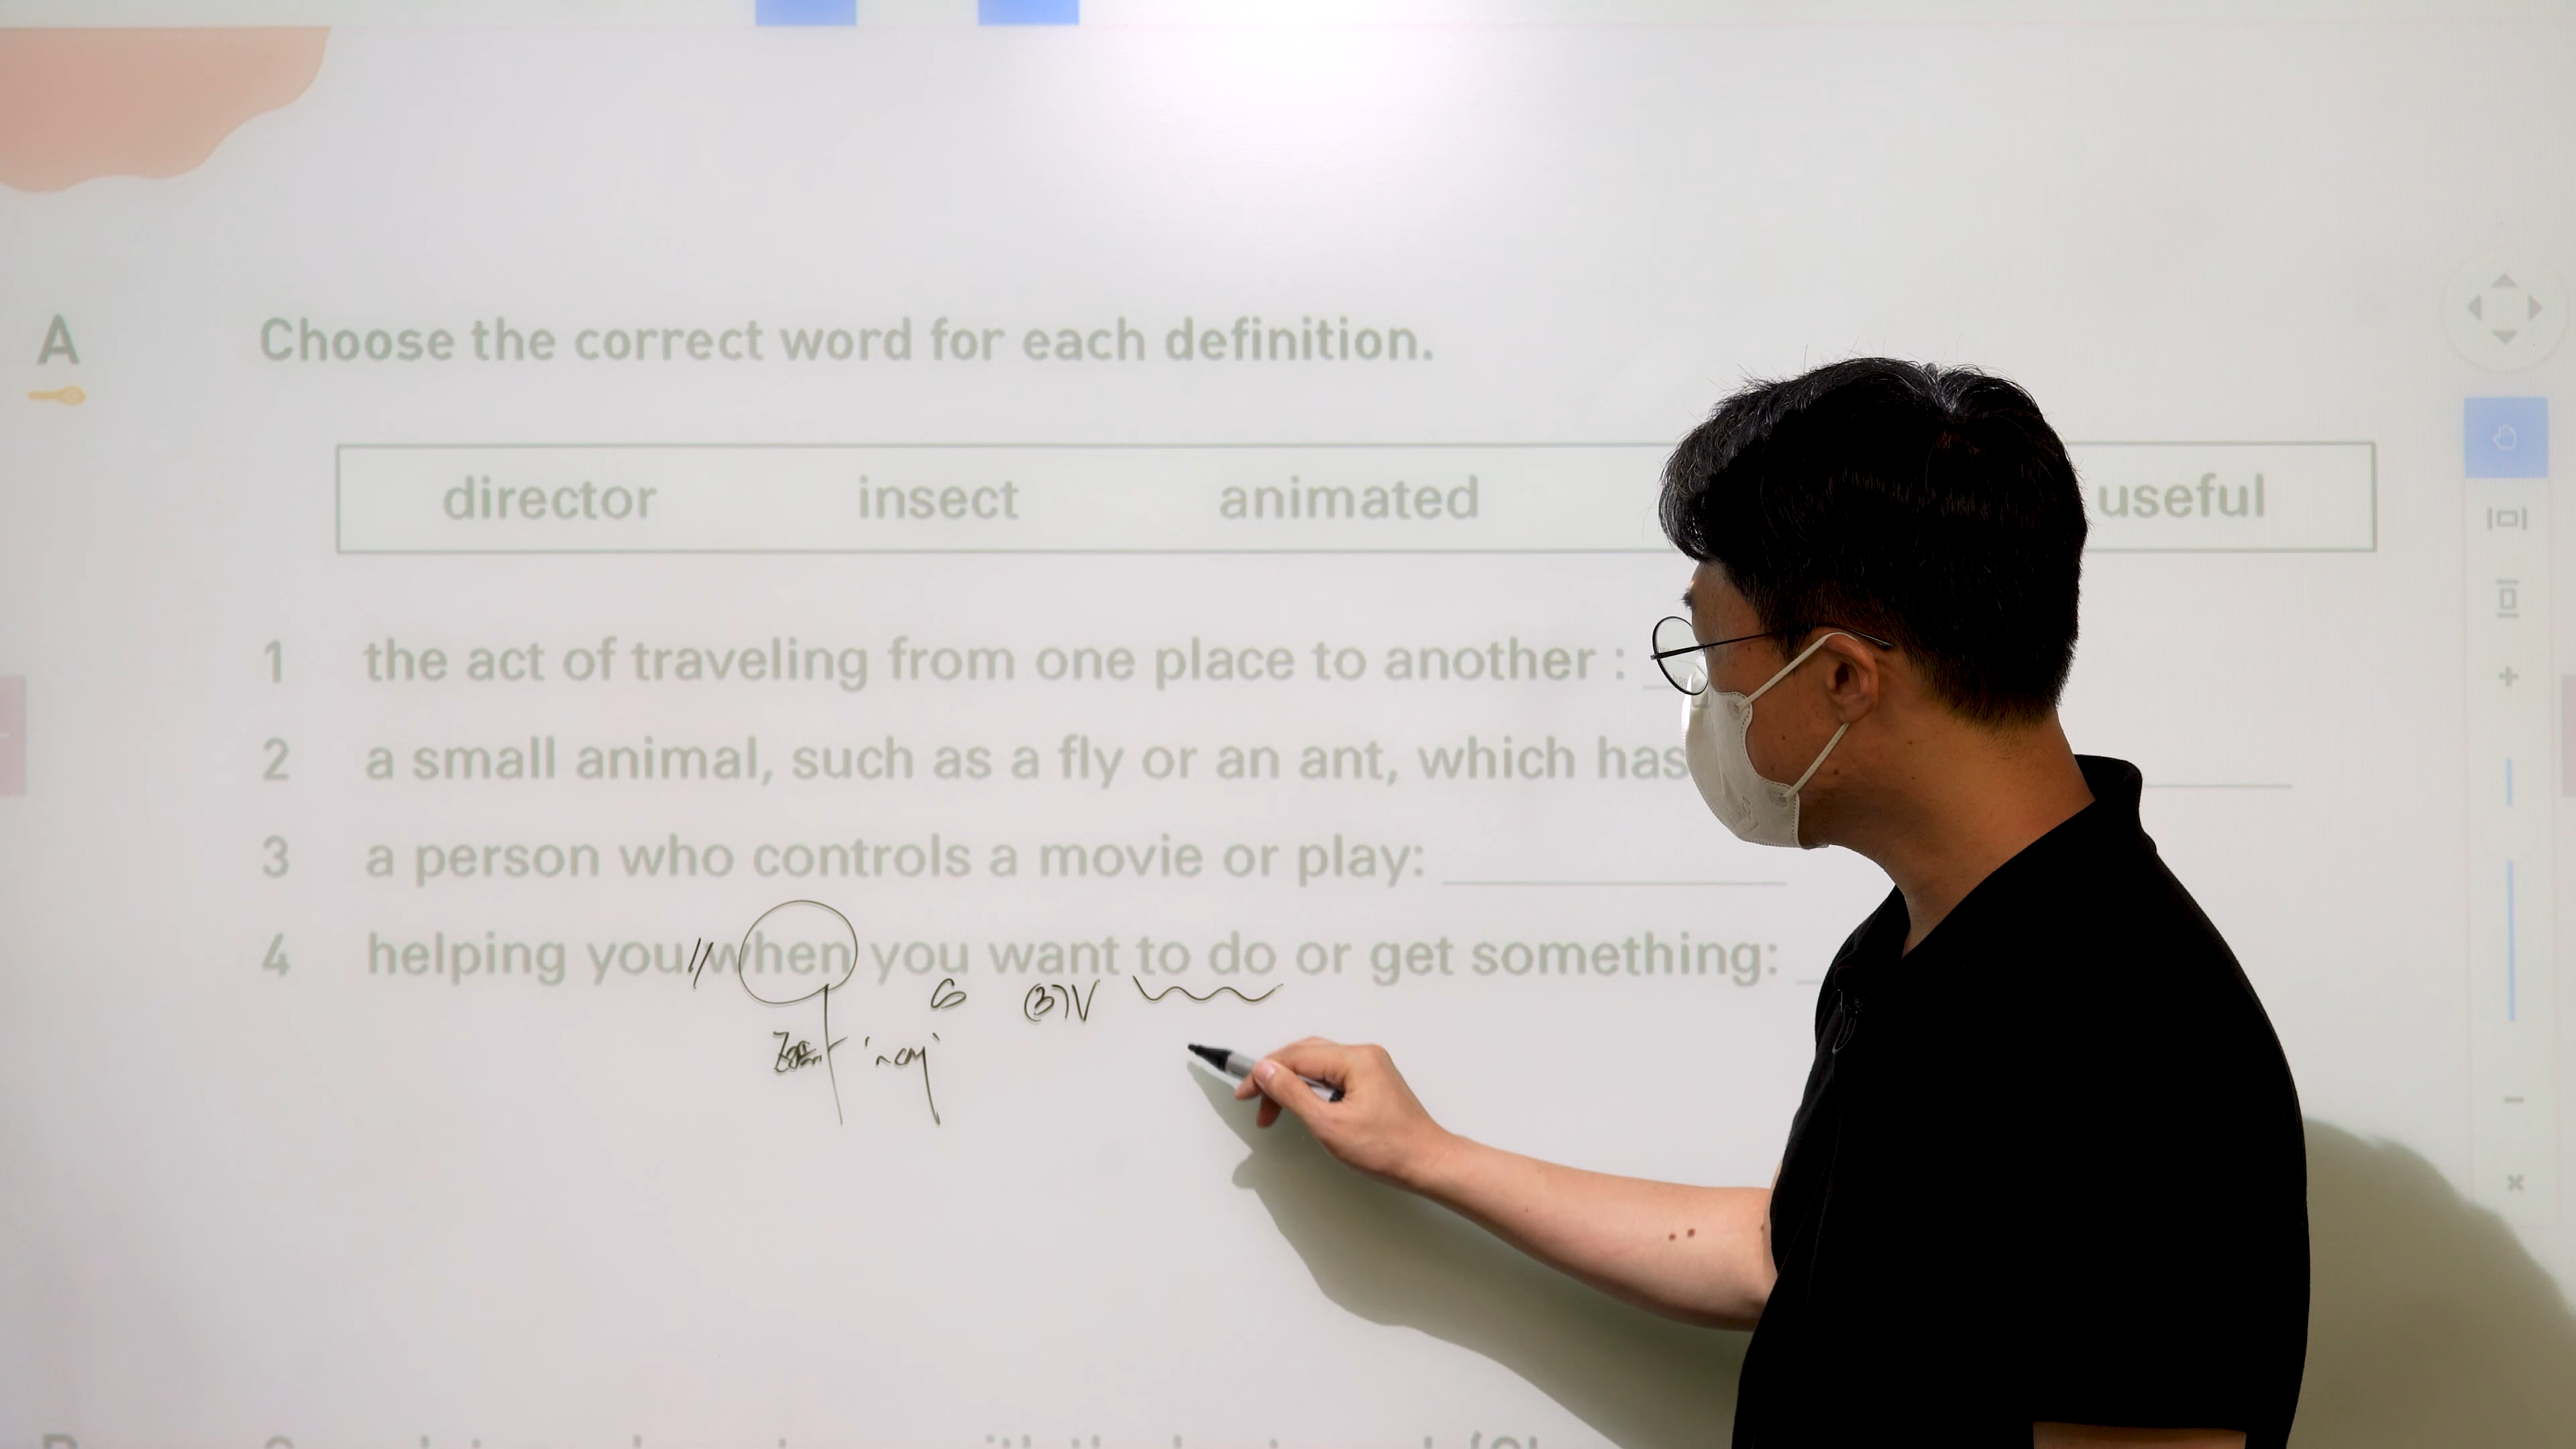 A Choose the correct word for each definition.
director insect animated useful
1 the act of traveling from one place to another :
2 a small animal, such as a fly or an ant, which has
3 a person who controls a movie or play:
4 helping you when you want to do or get something: